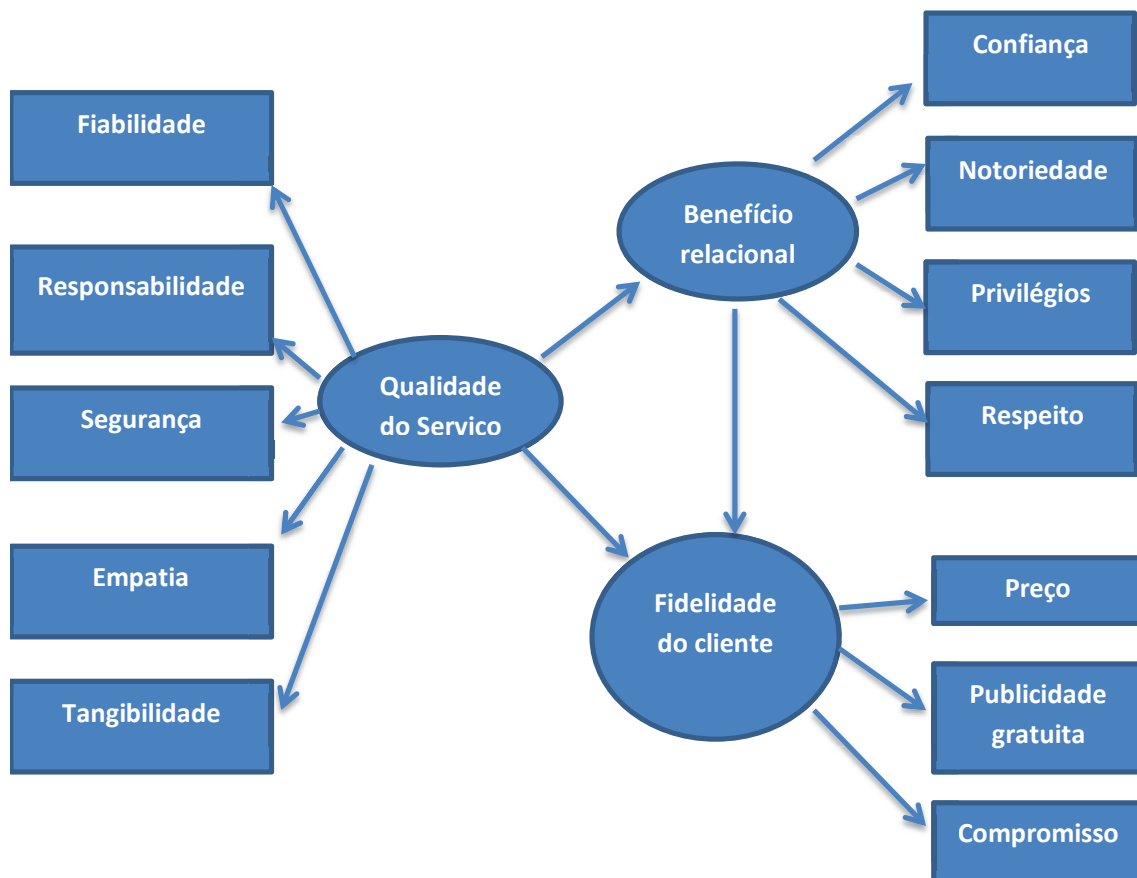 Confiança
Fiabilidade
Notoriedade
Benefício
relacional
Responsabilidade
Privilégios
Qualidade
do Servico
Segurança
Respeito
Empatia
Fidelidade
do cliente
Preço
Tangibilidade
Publicidade
gratuita
Compromisso